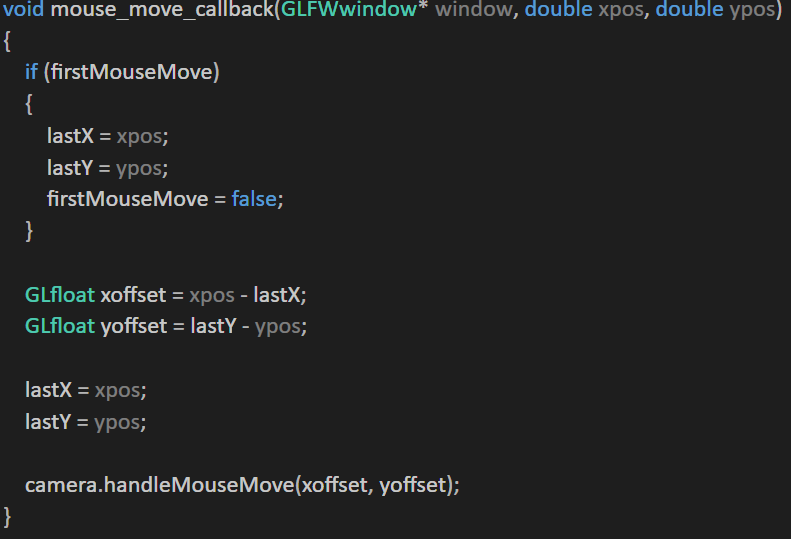 void mouse_move_callback(GLFWwindow* window, double xpos, double ypos)
{
if (firstMouseMove)
{
lastX = xpos;
lastY = ypos;
firstMouseMove = false;
}
GLfloat xoffset = xpos - lastX;
GLfloat yoffset = lastY - ypos;
lastX = xpos;
lastY = ypos;
camera.handleMouseMove(xoffset, yoffset);
}